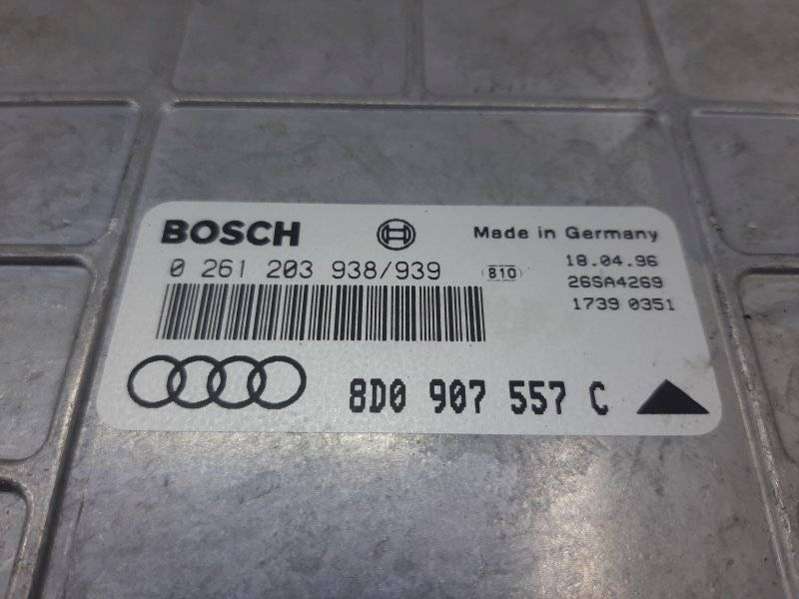 BOSCH Made in Germany
0 261 203 938/939 810 18.04.96
26SA4269
1739 0351
8D0 907 557 C